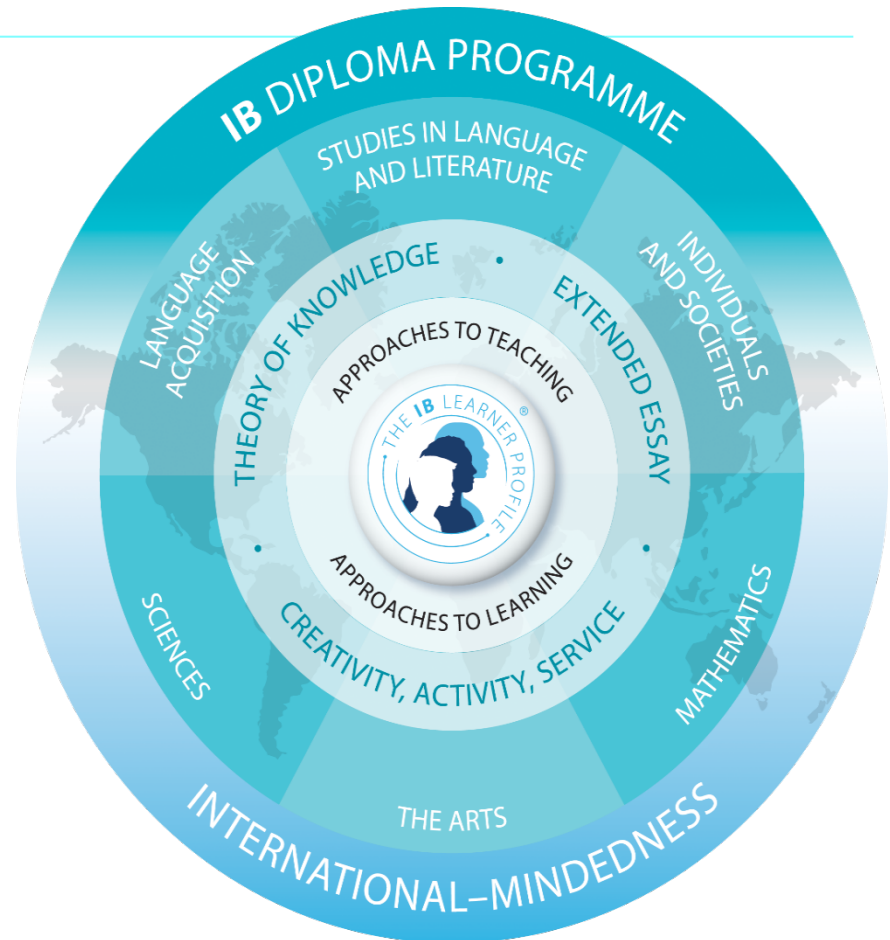 IB DIPLOMA PROGRAMME
STUDIES IN LANGUAGE
AND LITERATURE
LANGUAGE
ACQUISITION
INDIVIDUALS
AND SOCIETIES
THEORY OF KNOWLEDGE
•
EXTENDED ESSAY
•
CREATIVITY, ACTIVITY, SERVICE
•
APPROACHES TO TEACHING
• THE IB LEARNER PROFILE •
®
APPROACHES TO LEARNING
SCIENCES
MATHEMATICS
THE ARTS
INTERNATIONAL–MINDEDNESS